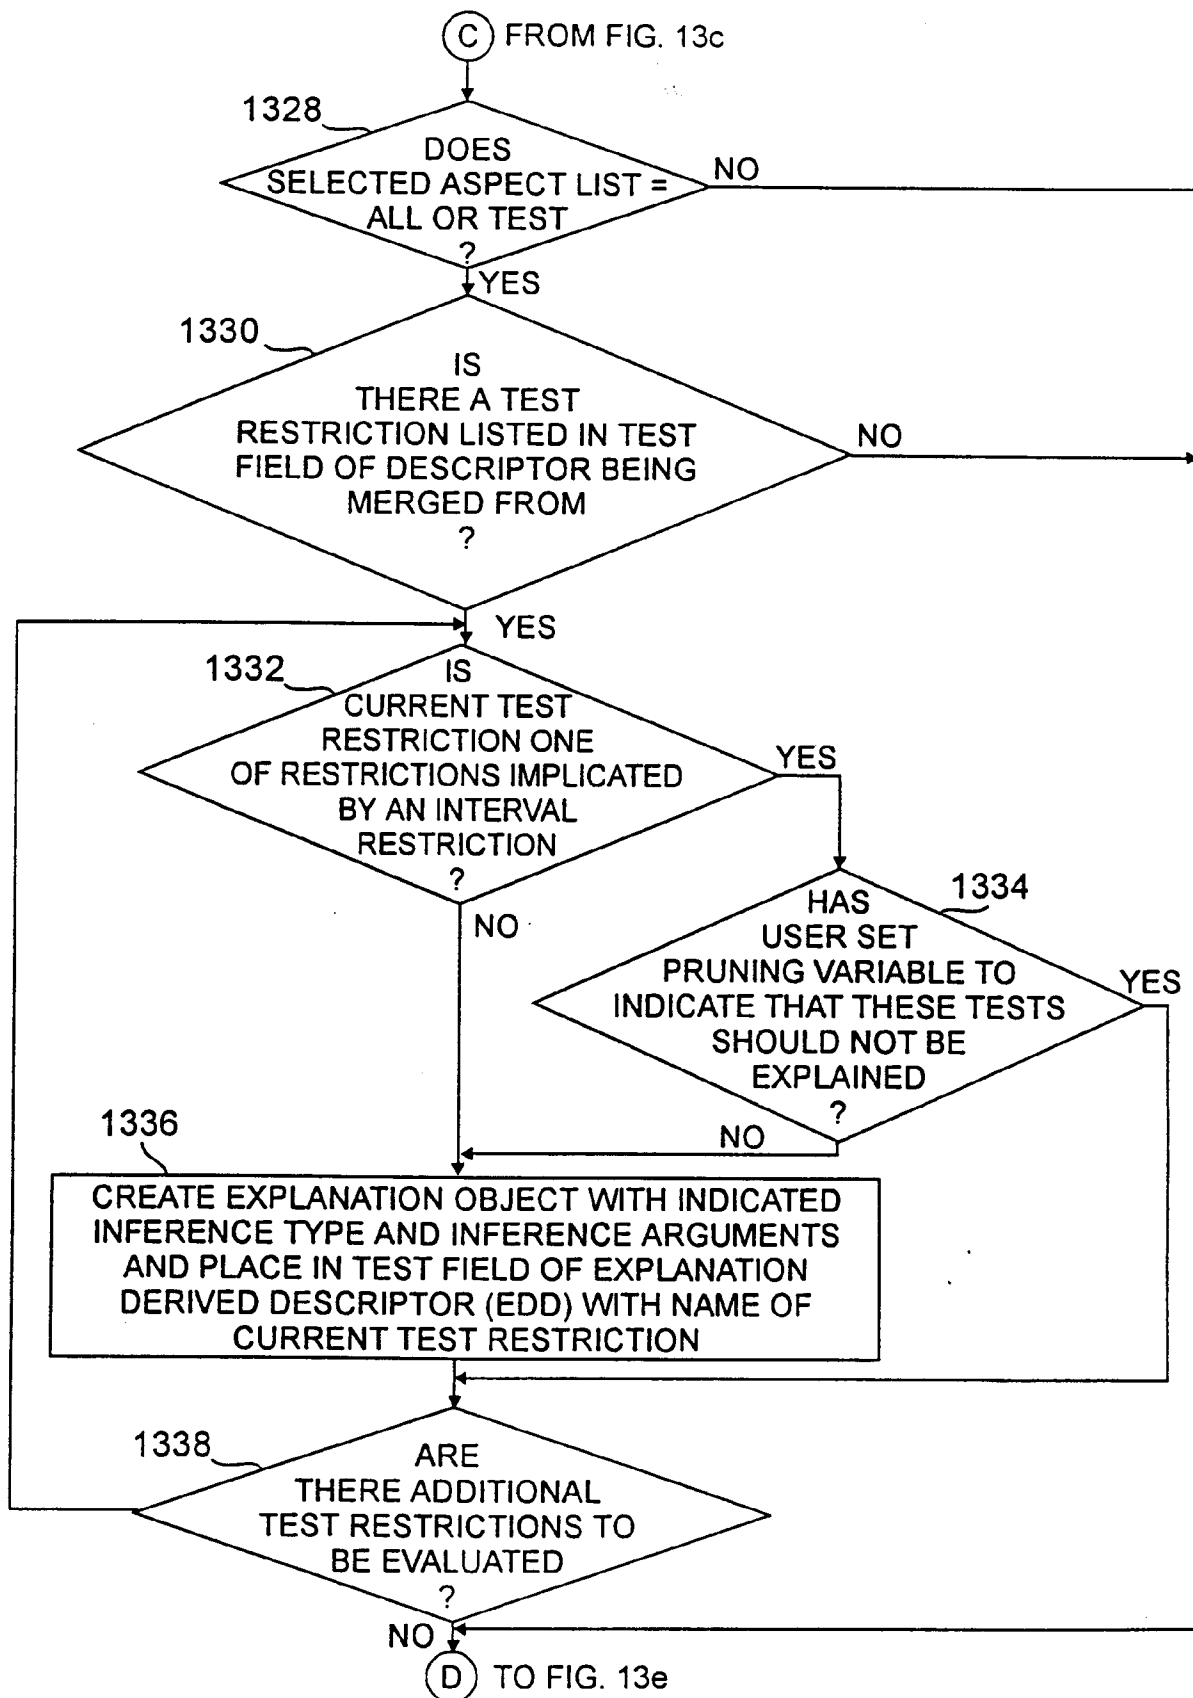 C FROM FIG. 13c
1328
DOES
SELECTED ASPECT LIST =
ALL OR TEST
?
NO
YES
1330
IS
THERE A TEST
RESTRICTION LISTED IN TEST
FIELD OF DESCRIPTOR BEING
MERGED FROM
?
NO
YES
1332
IS
CURRENT TEST
RESTRICTION ONE
OF RESTRICTIONS IMPLICATED
BY AN INTERVAL
RESTRICTION
?
YES
NO
1334
HAS
USER SET
PRUNING VARIABLE TO
INDICATE THAT THESE TESTS
SHOULD NOT BE
EXPLAINED
?
YES
NO
1336
CREATE EXPLANATION OBJECT WITH INDICATED
INFERENCE TYPE AND INFERENCE ARGUMENTS
AND PLACE IN TEST FIELD OF EXPLANATION
DERIVED DESCRIPTOR (EDD) WITH NAME OF
CURRENT TEST RESTRICTION
1338
ARE
THERE ADDITIONAL
TEST RESTRICTIONS TO
BE EVALUATED
?
NO
D TO FIG. 13e